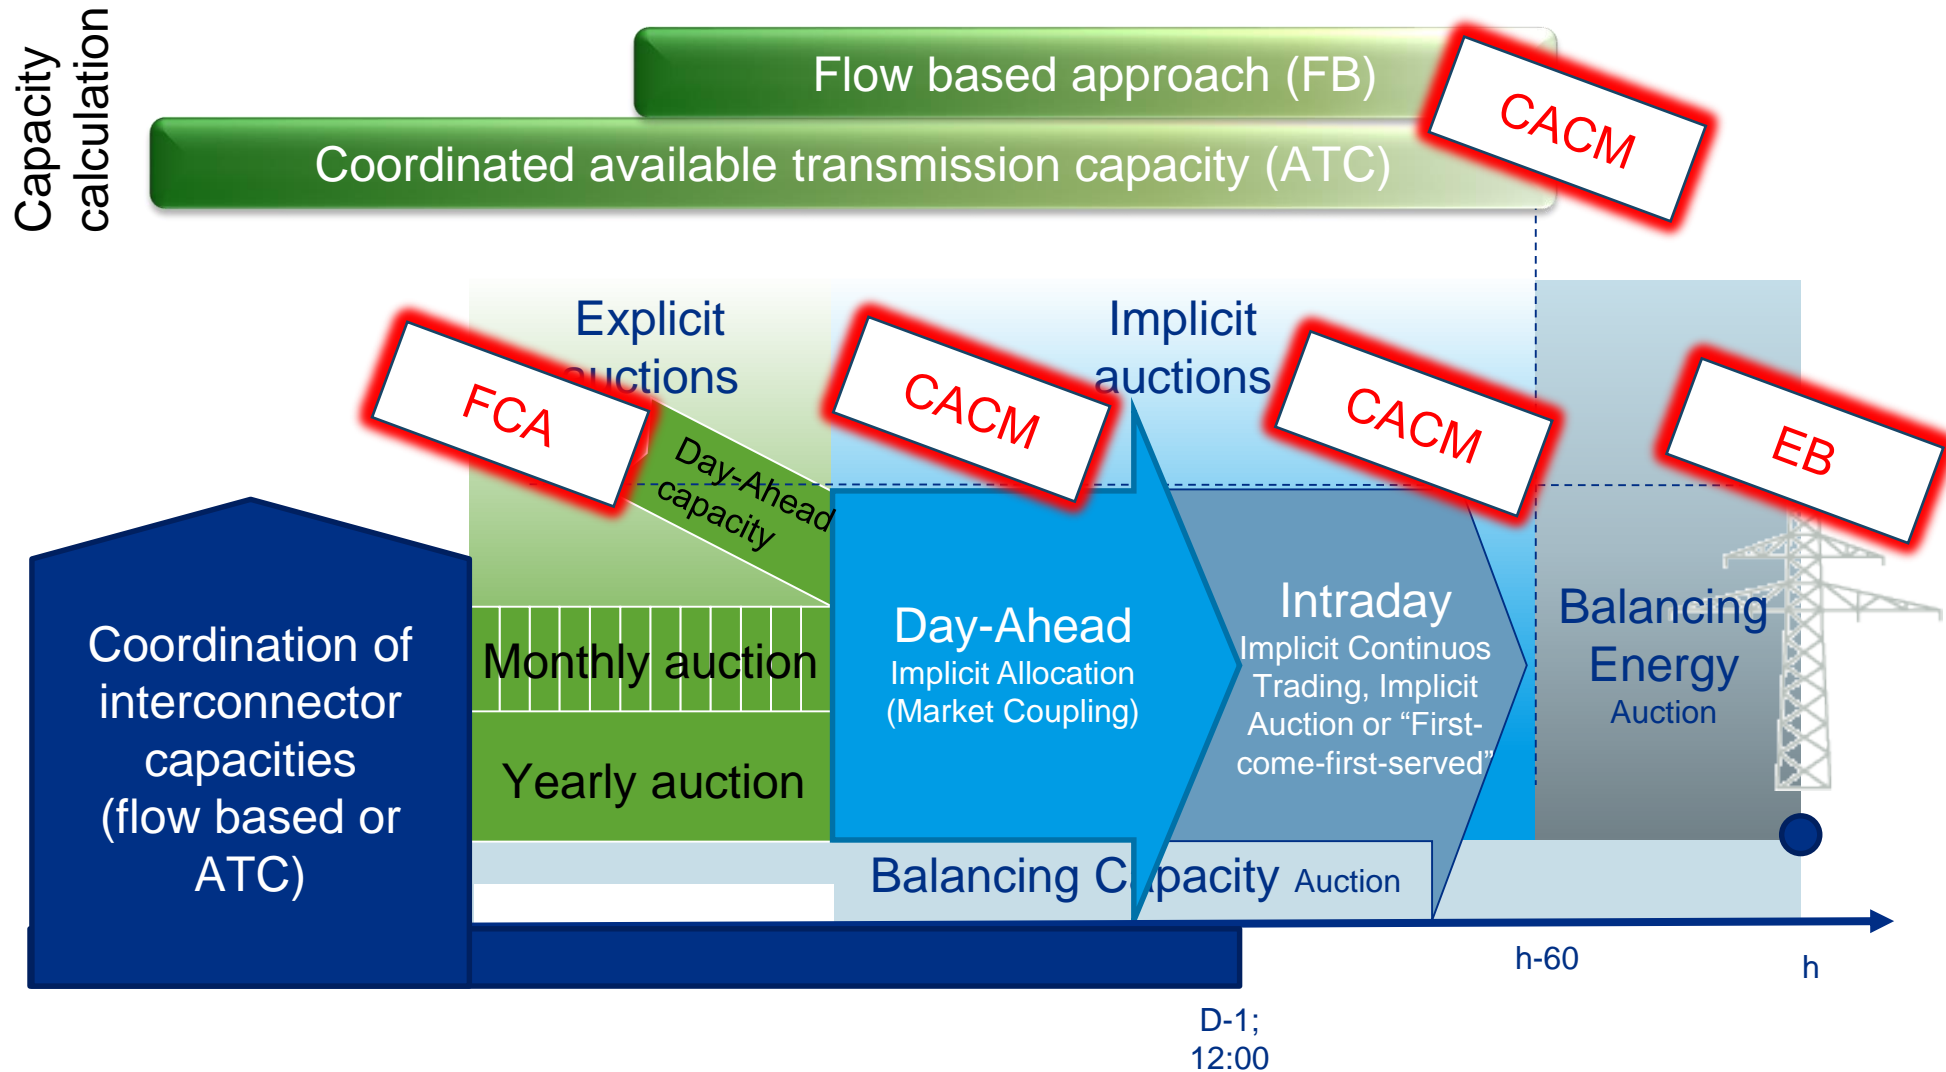 Capacity
calculation
Flow based approach (FB)
CACM
Coordinated available transmission capacity (ATC)
Explicit
auctions
Implicit
auctions
FCA
CACM
CACM
EB
Day-Ahead
capacity
Coordination of
interconnector
capacities
(flow based or
ATC)
Monthly auction
Yearly auction
Day-Ahead
Implicit Allocation
(Market Coupling)
Intraday
Implicit Continuos
Trading, Implicit
Auction or “First-
come-first-served”
Balancing
Energy
Auction
Balancing Capacity Auction
h-60
h
D-1;
12:00